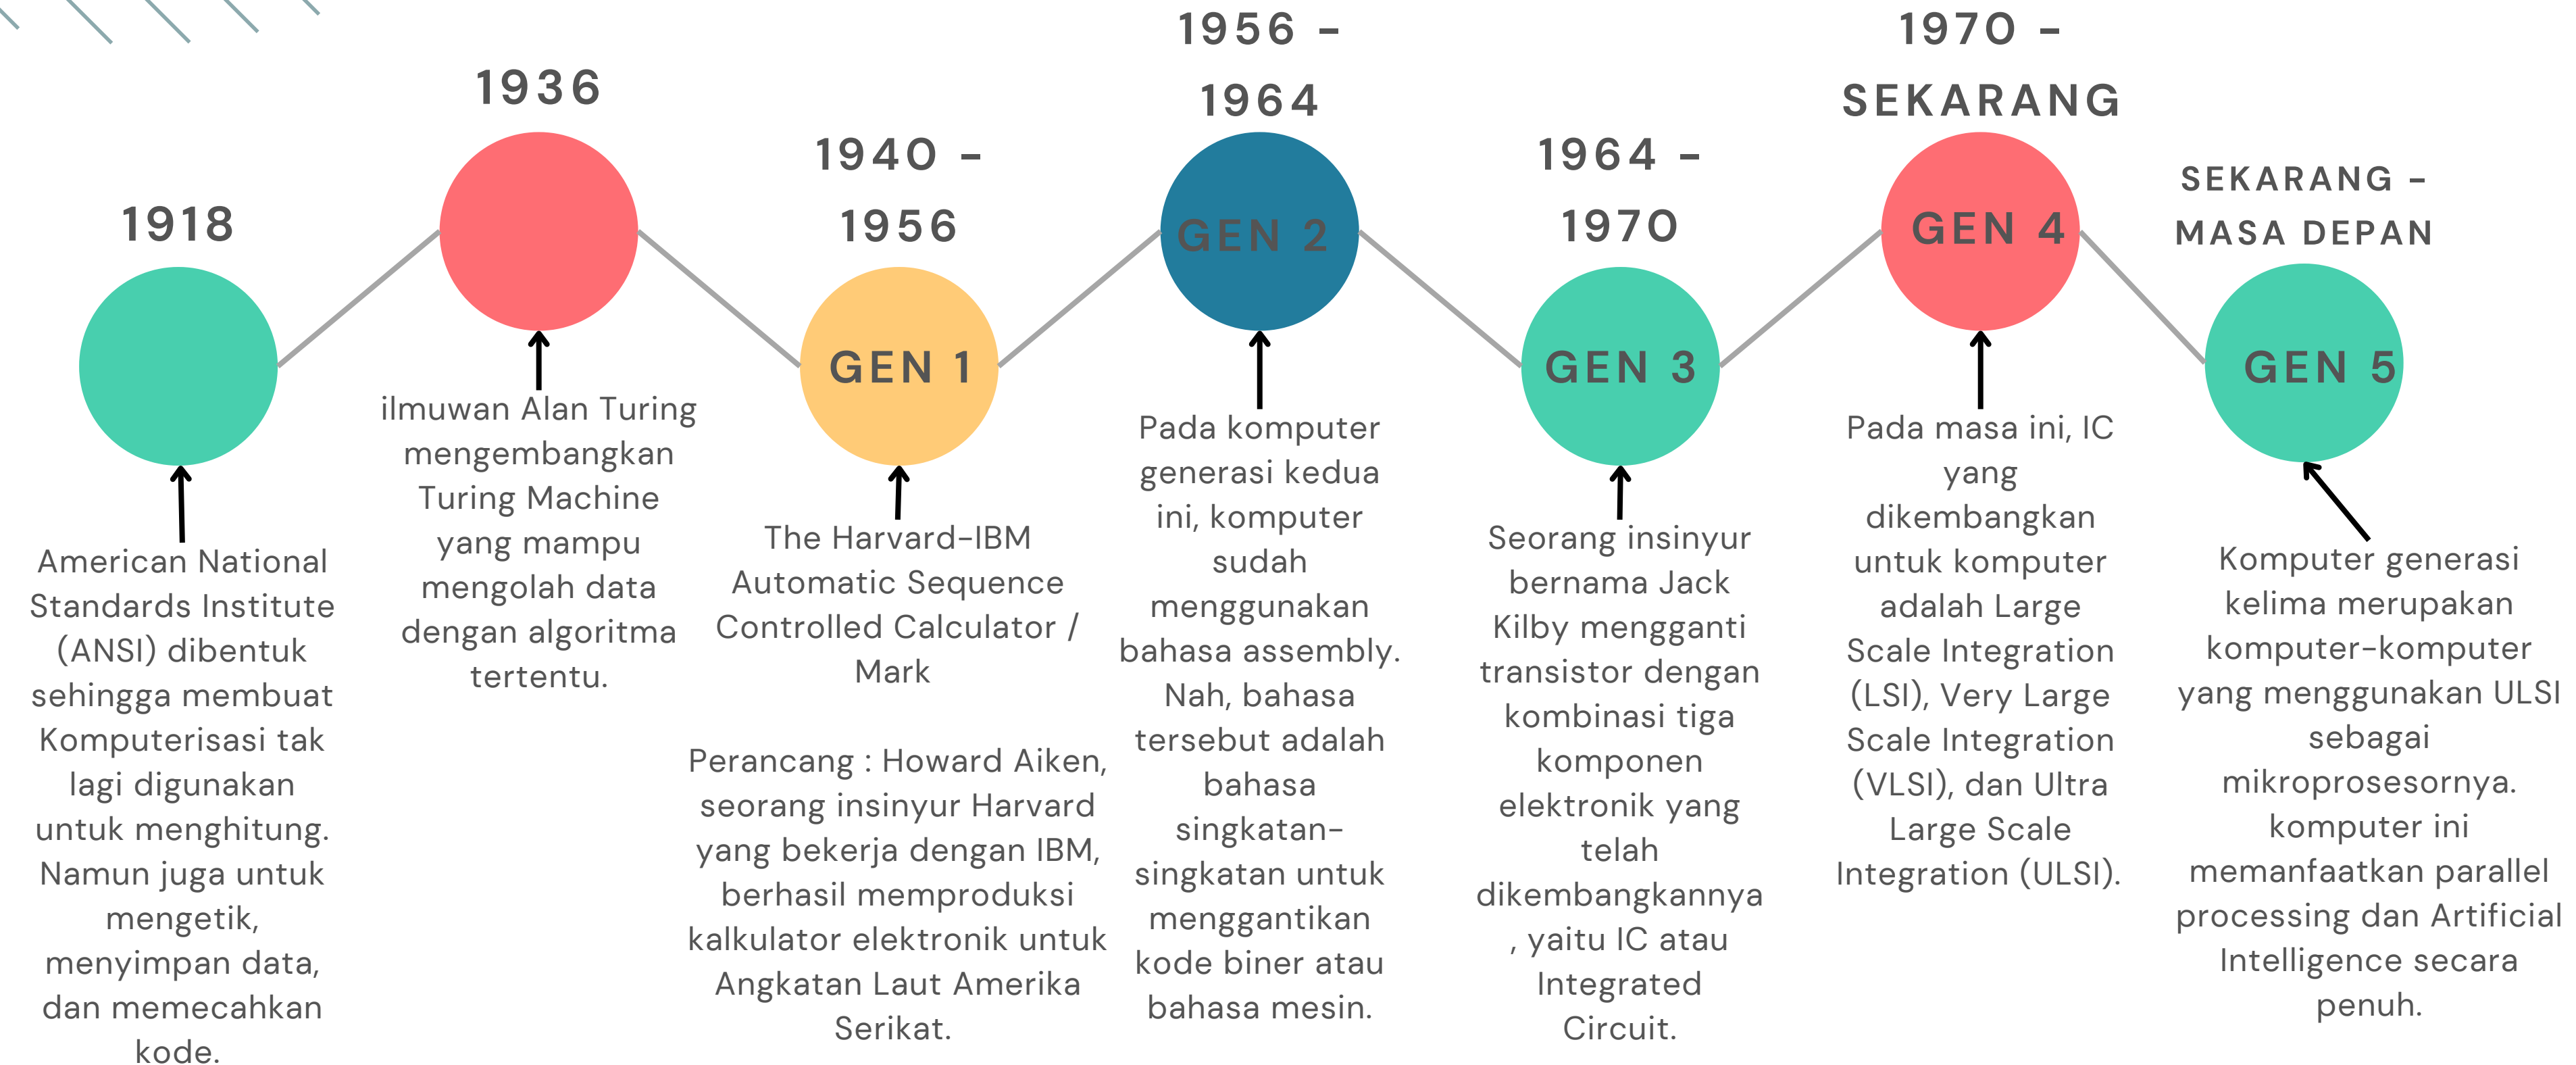 1918
American National
Standards Institute
(ANSI) dibentuk
sehingga membuat
Komputerisasi tak
lagi digunakan
untuk menghitung.
Namun juga untuk
mengetik,
menyimpan data,
dan memecahkan
kode.
1936
ilmuwan Alan Turing
mengembangkan
Turing Machine
yang mampu
mengolah data
dengan algoritma
tertentu.
1940 -
1956
GEN 1
The Harvard-IBM
Automatic Sequence
Controlled Calculator /
Mark
Perancang : Howard Aiken,
seorang insinyur Harvard
yang bekerja dengan IBM,
berhasil memproduksi
kalkulator elektronik untuk
Angkatan Laut Amerika
Serikat.
1956 -
1964
GEN 2
Pada komputer
generasi kedua
ini, komputer
sudah
menggunakan
bahasa assembly.
Nah, bahasa
tersebut adalah
bahasa
singkatan-
singkatan untuk
menggantikan
kode biner atau
bahasa mesin.
1964 -
1970
GEN 3
Seorang insinyur
bernama Jack
Kilby mengganti
transistor dengan
kombinasi tiga
komponen
elektronik yang
telah
dikembangkannya
, yaitu IC atau
Integrated
Circuit.
1970 -
SEKARANG
GEN 4
Pada masa ini, IC
yang
dikembangkan
untuk komputer
adalah Large
Scale Integration
(LSI), Very Large
Scale Integration
(VLSI), dan Ultra
Large Scale
Integration (ULSI).
SEKARANG -
MASA DEPAN
GEN 5
Komputer generasi
kelima merupakan
komputer-komputer
yang menggunakan ULSI
sebagai
mikroprosesornya.
komputer ini
memanfaatkan parallel
processing dan Artificial
Intelligence secara
penuh.